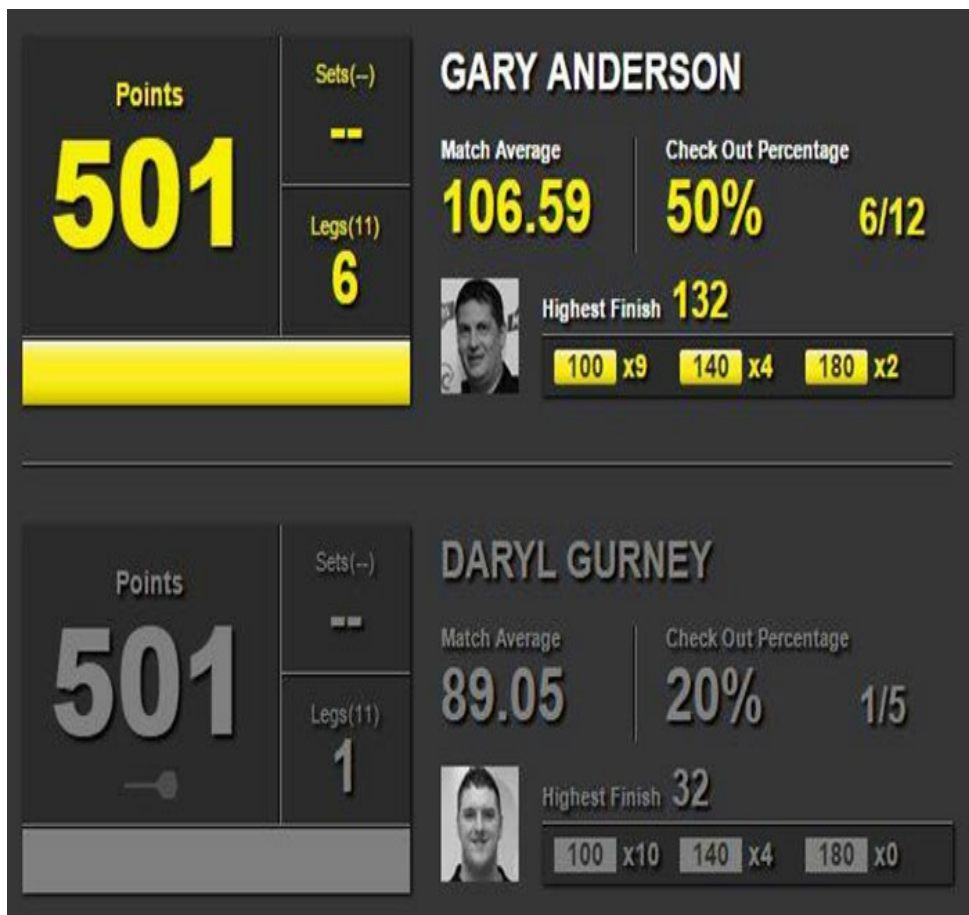 GARY ANDERSON
Points
501
Sets(--)
--
Legs(11)
6
Match Average
106.59
Check Out Percentage
50% 6/12
Highest Finish 132
100 x9 140 x4 180 x2
DARYL GURNEY
Points
501
Sets(--)
--
Legs(11)
1
Match Average
89.05
Check Out Percentage
20% 1/5
Highest Finish 32
100 x10 140 x4 180 x0